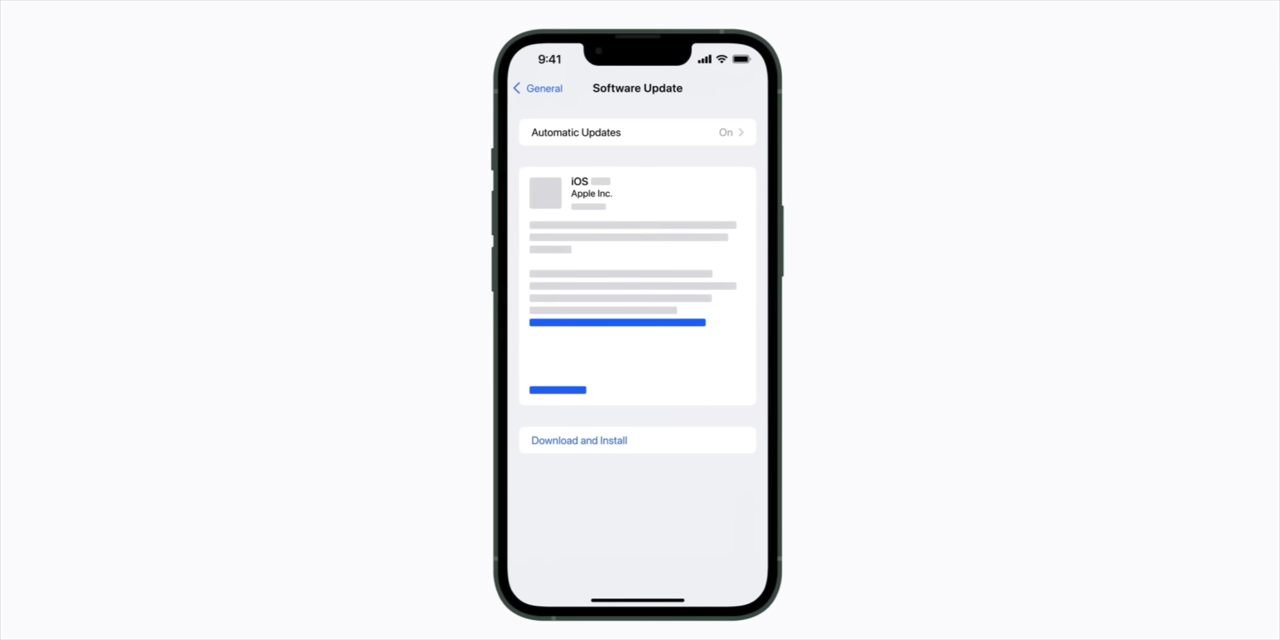 9:41
General
Software Update
Automatic Updates
On
iOS
Apple Inc.
Download and Install